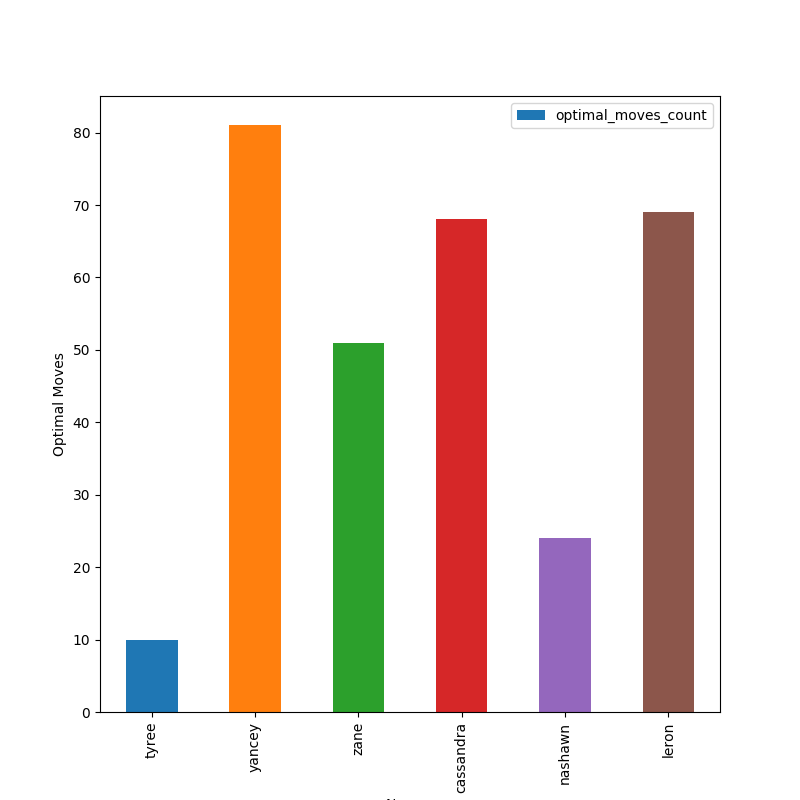 optimal_moves_count
80
70
60
50
40
30
20
10
0
Optimal Moves
tyree
yancey
zane
cassandra
nashawn
leron